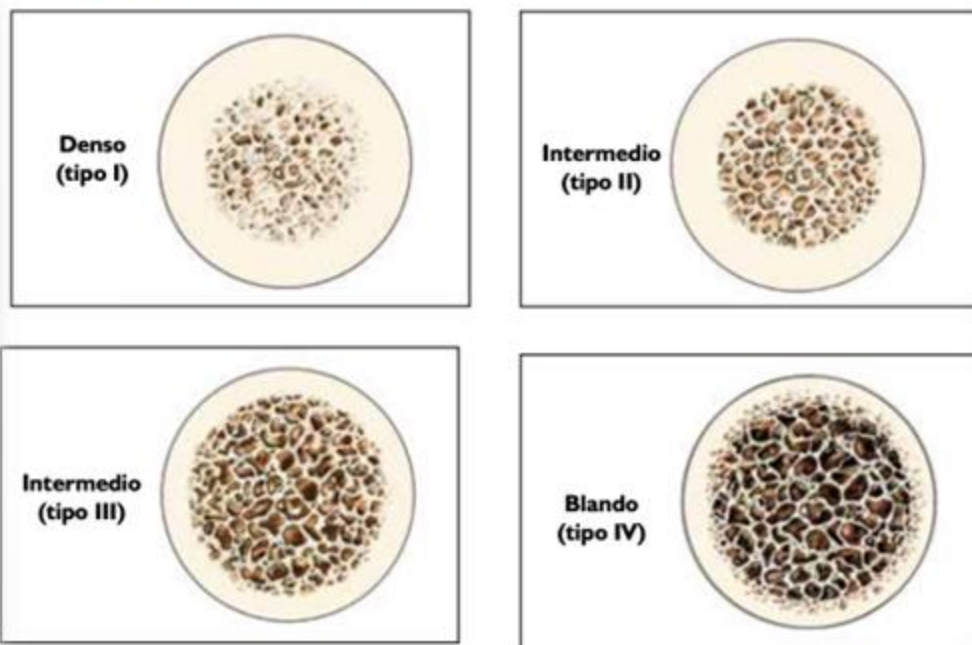 Denso
(tipo I)
Intermedio
(tipo II)
Intermedio
(tipo III)
Blando
(tipo IV)